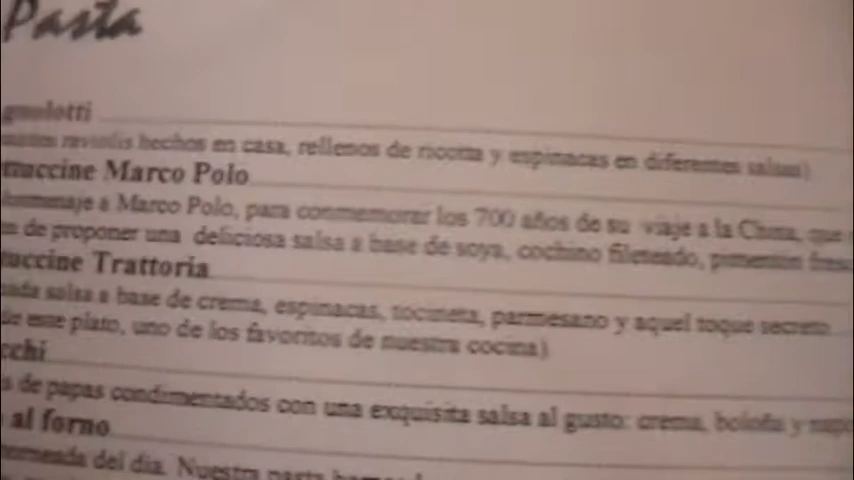 Pasta
gnolotti
raviolis hechos en casa, rellenos de ricotta y espinacas en diferentes salsas)
ttuccine Marco Polo
homenaje a Marco Polo, para conmemorar los 700 años de su viaje a la China, que
de proponer una deliciosa salsa a base de soya, cochino fileteado, pimentón
tuccine Trattoria
salsa a base de crema, espinacas, tocineta, parmesano y aquel toque secreto
de este plato, uno de los favoritos de nuestra cocina)
cchi
s de papas condimentados con una exquisita salsa al gusto: crema, boloña y
al forno
del día. Nuestra pasta